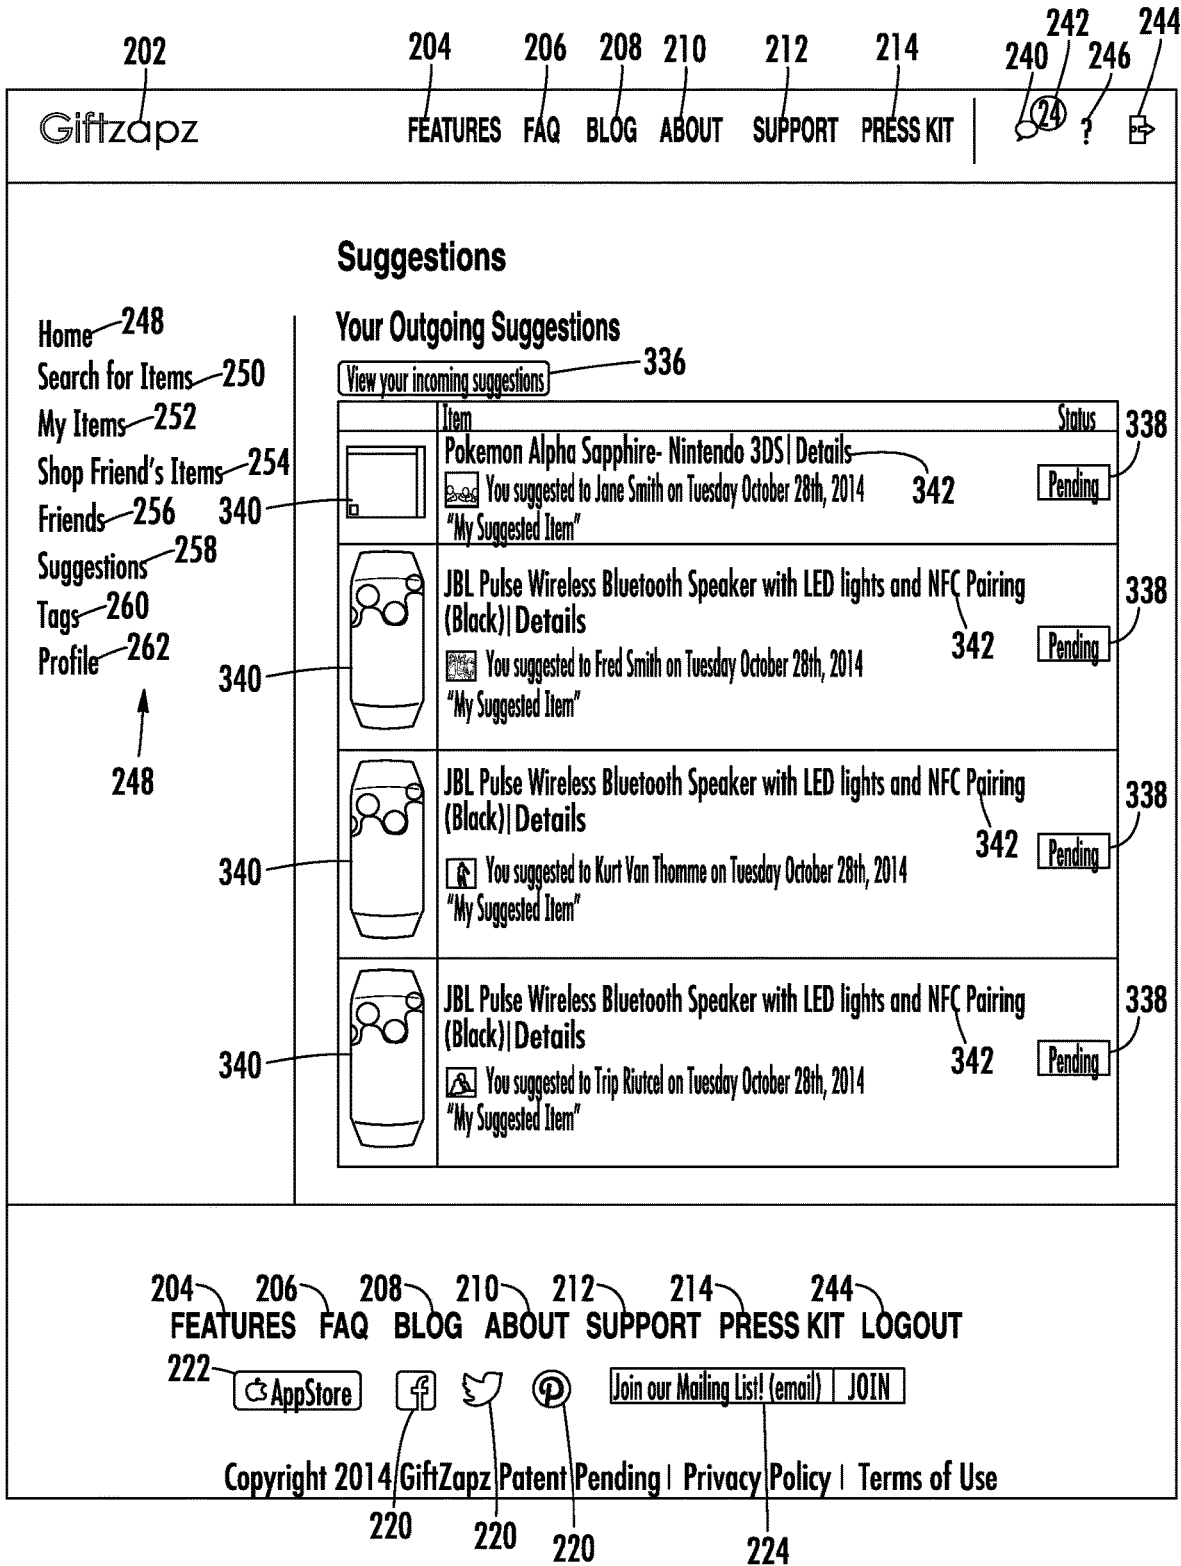 202 204 206 208 210 212 214 240 242 246 244
Giftzapz FEATURES FAQ BLOG ABOUT SUPPORT PRESS KIT 24 ?
Suggestions
Your Outgoing Suggestions
View your incoming suggestions 336
Home 248
Search for Items 250
My Items 252
Shop Friend's Items 254
Friends 256
Suggestions 258
Tags 260
Profile 262
248
Item Status
Pokemon Alpha Sapphire- Nintendo 3DS| Details 342
You suggested to Jane Smith on Tuesday October 28th, 2014
"My Suggested Item"
340 Pending 338
JBL Pulse Wireless Bluetooth Speaker with LED lights and NFC Pairing
(Black)| Details 342
You suggested to Fred Smith on Tuesday October 28th, 2014
"My Suggested Item"
340 Pending 338
JBL Pulse Wireless Bluetooth Speaker with LED lights and NFC Pairing
(Black)| Details 342
You suggested to Kurt Van Thomme on Tuesday October 28th, 2014
"My Suggested Item"
340 Pending 338
JBL Pulse Wireless Bluetooth Speaker with LED lights and NFC Pairing
(Black)| Details 342
You suggested to Trip Riutcel on Tuesday October 28th, 2014
"My Suggested Item"
340 Pending 338
204 206 208 210 212 214 244
FEATURES FAQ BLOG ABOUT SUPPORT PRESS KIT LOGOUT
222 AppStore f Join our Mailing List! (email) JOIN
Copyright 2014 GiftZapz Patent Pending | Privacy Policy | Terms of Use
220 220 220 224